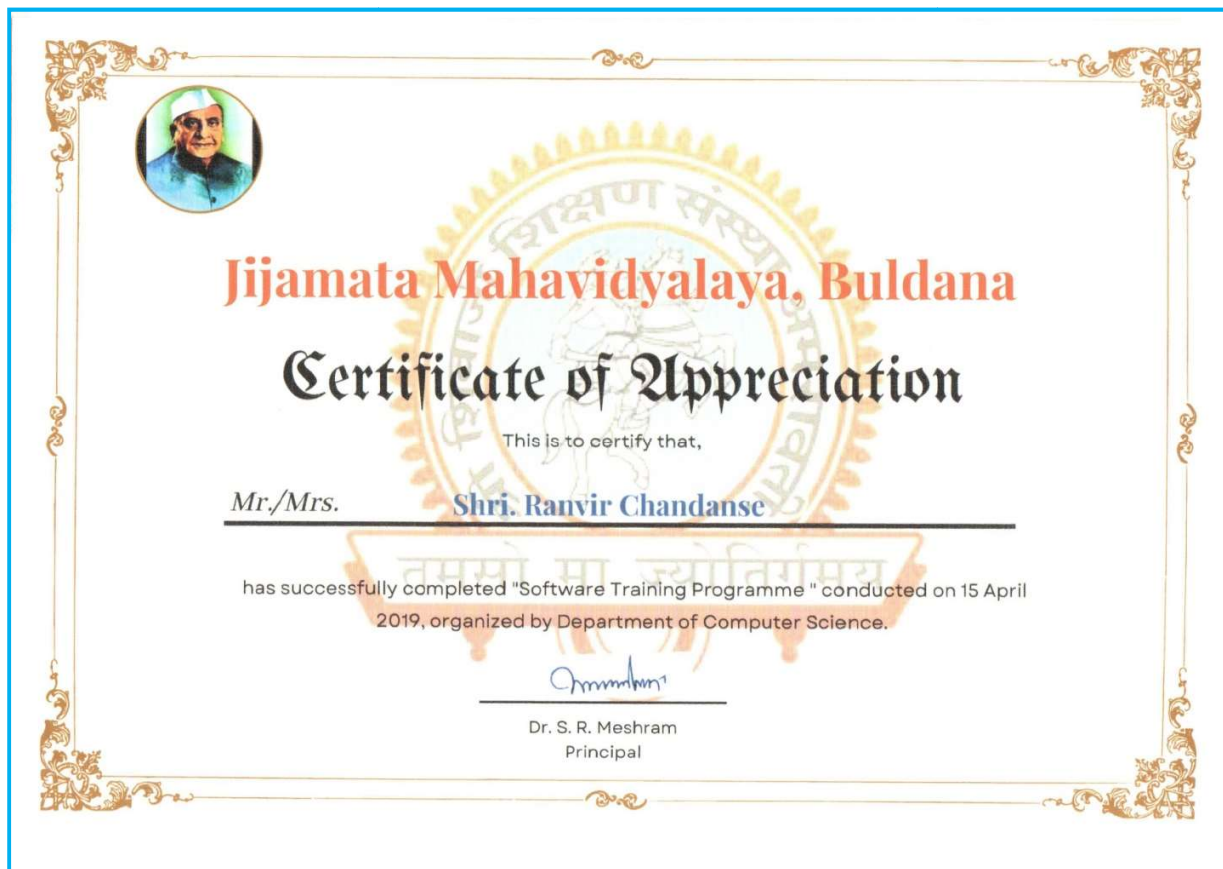 श्री शिवाजी शिक्षण संस्था अमरावती
Jijamata Mahavidyalaya, Buldana
Certificate of Appreciation
This is to certify that,
Mr./Mrs. Shri. Ranvir Chandanse
तमसो मा ज्योतिर्गमय
has successfully completed "Software Training Programme " conducted on 15 April
2019, organized by Department of Computer Science.
Dr. S. R. Meshram
Principal